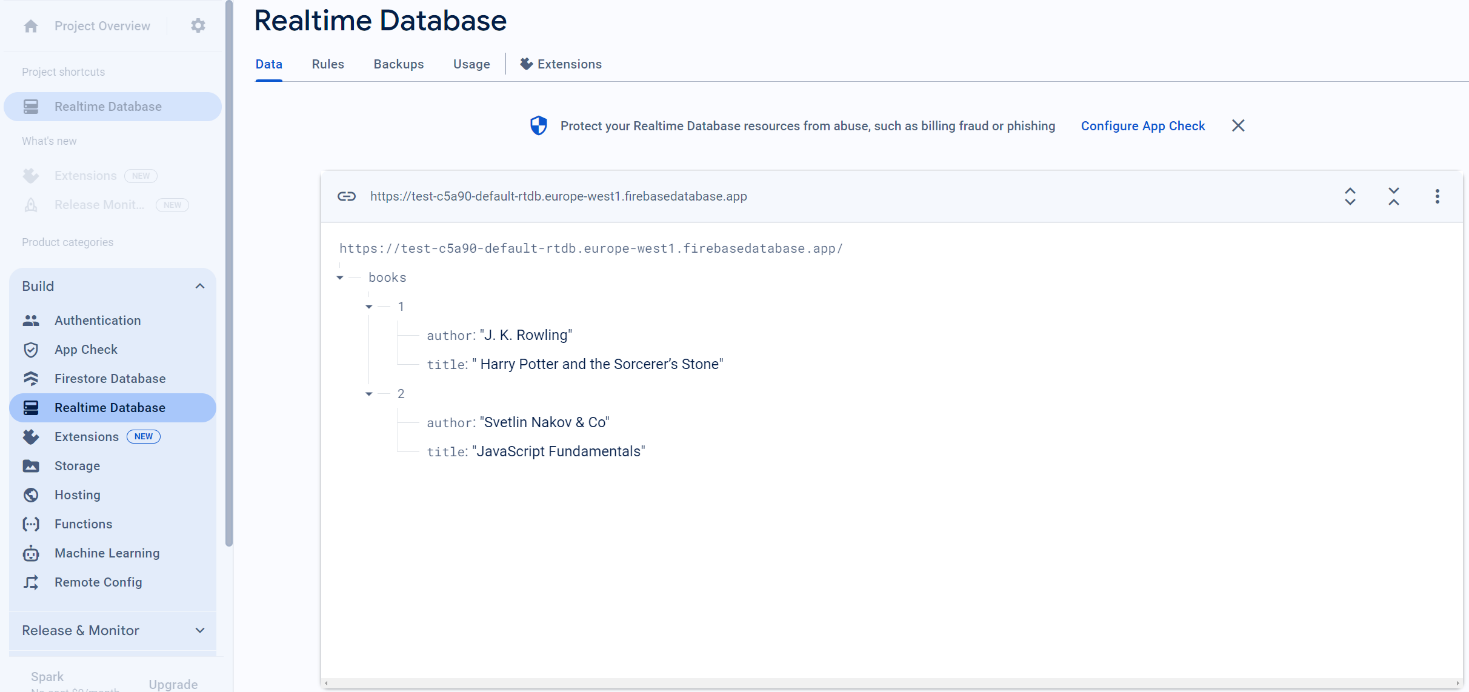 Project Overview
Project shortcuts
Realtime Database
What's new
Extensions NEW
Release Monit... NEW
Product categories
Build
Authentication
App Check
Firestore Database
Realtime Database
Extensions NEW
Storage
Hosting
Functions
Machine Learning
Remote Config
Release & Monitor
Spark
Upgrade
Realtime Database
Data Rules Backups Usage Extensions
Protect your Realtime Database resources from abuse, such as billing fraud or phishing Configure App Check
https://test-c5a90-default-rtdb.europe-west1.firebasedatabase.app
https://test-c5a90-default-rtdb.europe-west1.firebasedatabase.app/
books
1
author: "J. K. Rowling"
title: " Harry Potter and the Sorcerer’s Stone"
2
author: "Svetlin Nakov & Co"
title: "JavaScript Fundamentals"